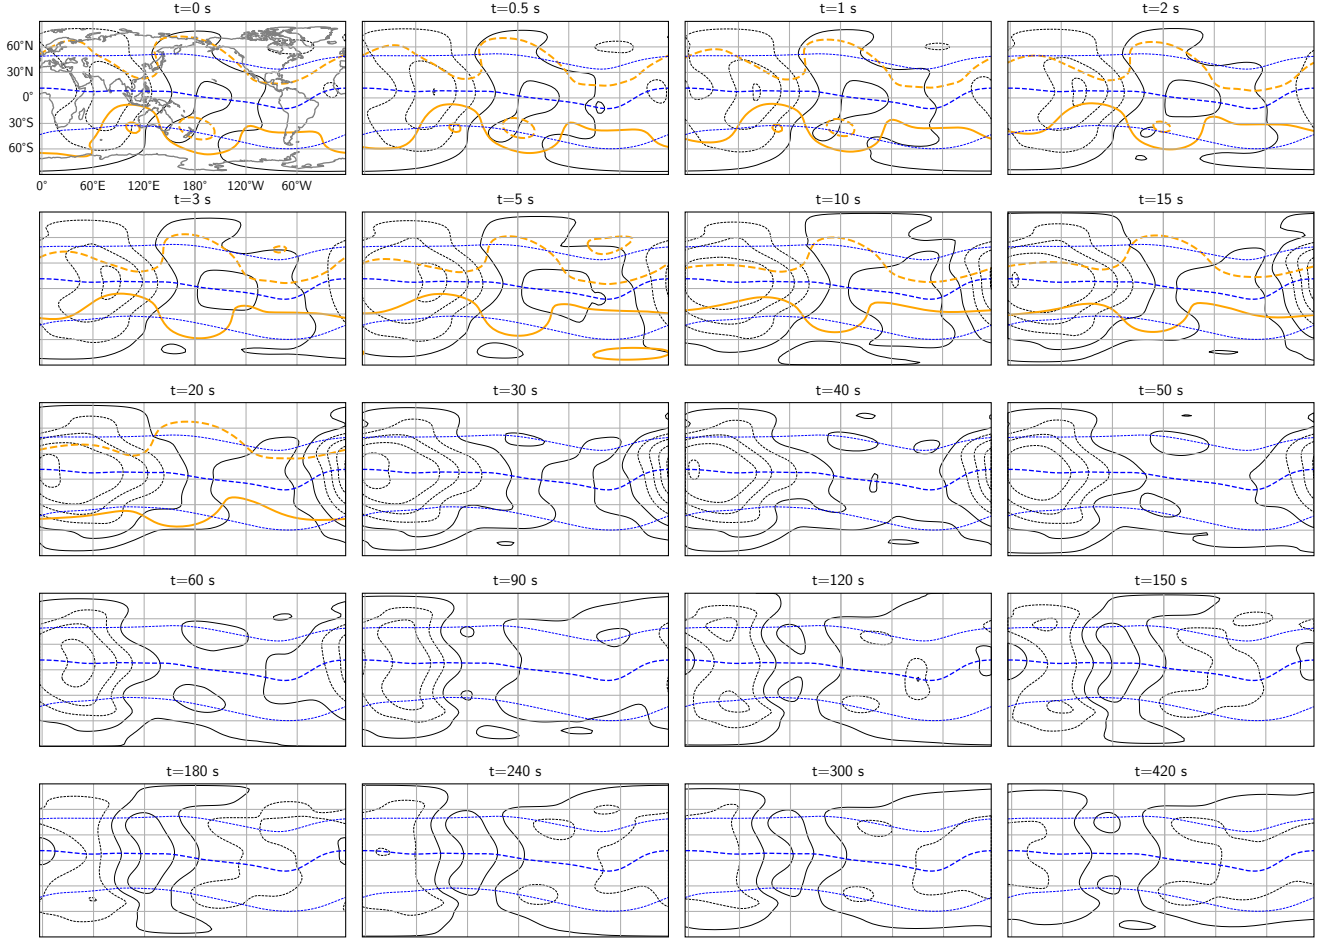 t=0 s
t=0.5 s
t=1 s
t=2 s
60°N
30°N
0°
30°S
60°S
0° 60°E 120°E 180° 120°W 60°W
t=3 s
t=5 s
t=10 s
t=15 s
t=20 s
t=30 s
t=40 s
t=50 s
t=60 s
t=90 s
t=120 s
t=150 s
t=180 s
t=240 s
t=300 s
t=420 s